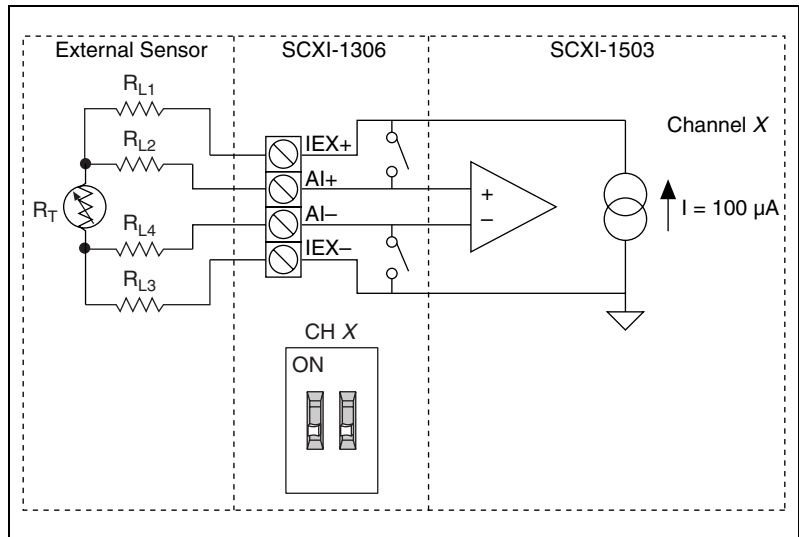 External Sensor
SCXI-1306
SCXI-1503
RL1
RL2
RT
RL4
RL3
IEX+
AI+
AI–
IEX–
+
–
Channel X
I = 100 µA
CH X
ON